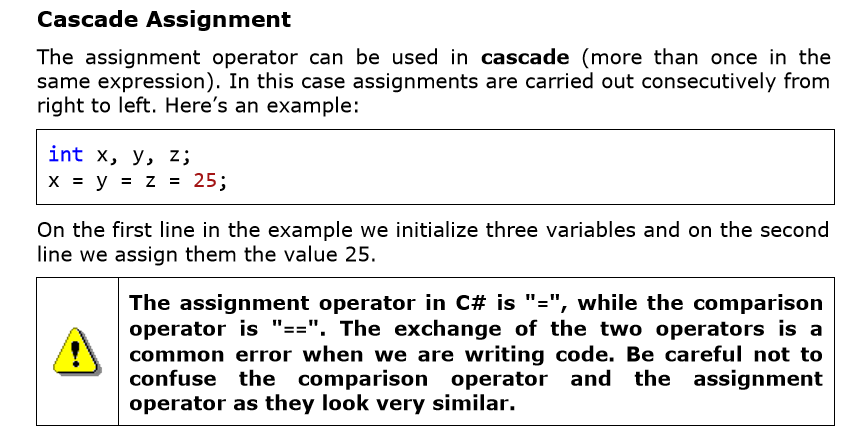 Cascade Assignment
The assignment operator can be used in cascade (more than once in the
same expression). In this case assignments are carried out consecutively from
right to left. Here's an example:
int x, y, z;
x = y = z = 25;
On the first line in the example we initialize three variables and on the second
line we assign them the value 25.
The assignment operator in C# is "=", while the comparison
operator is "==". The exchange of the two operators is a
common error when we are writing code. Be careful not to
confuse the comparison operator and the assignment
operator as they look very similar.